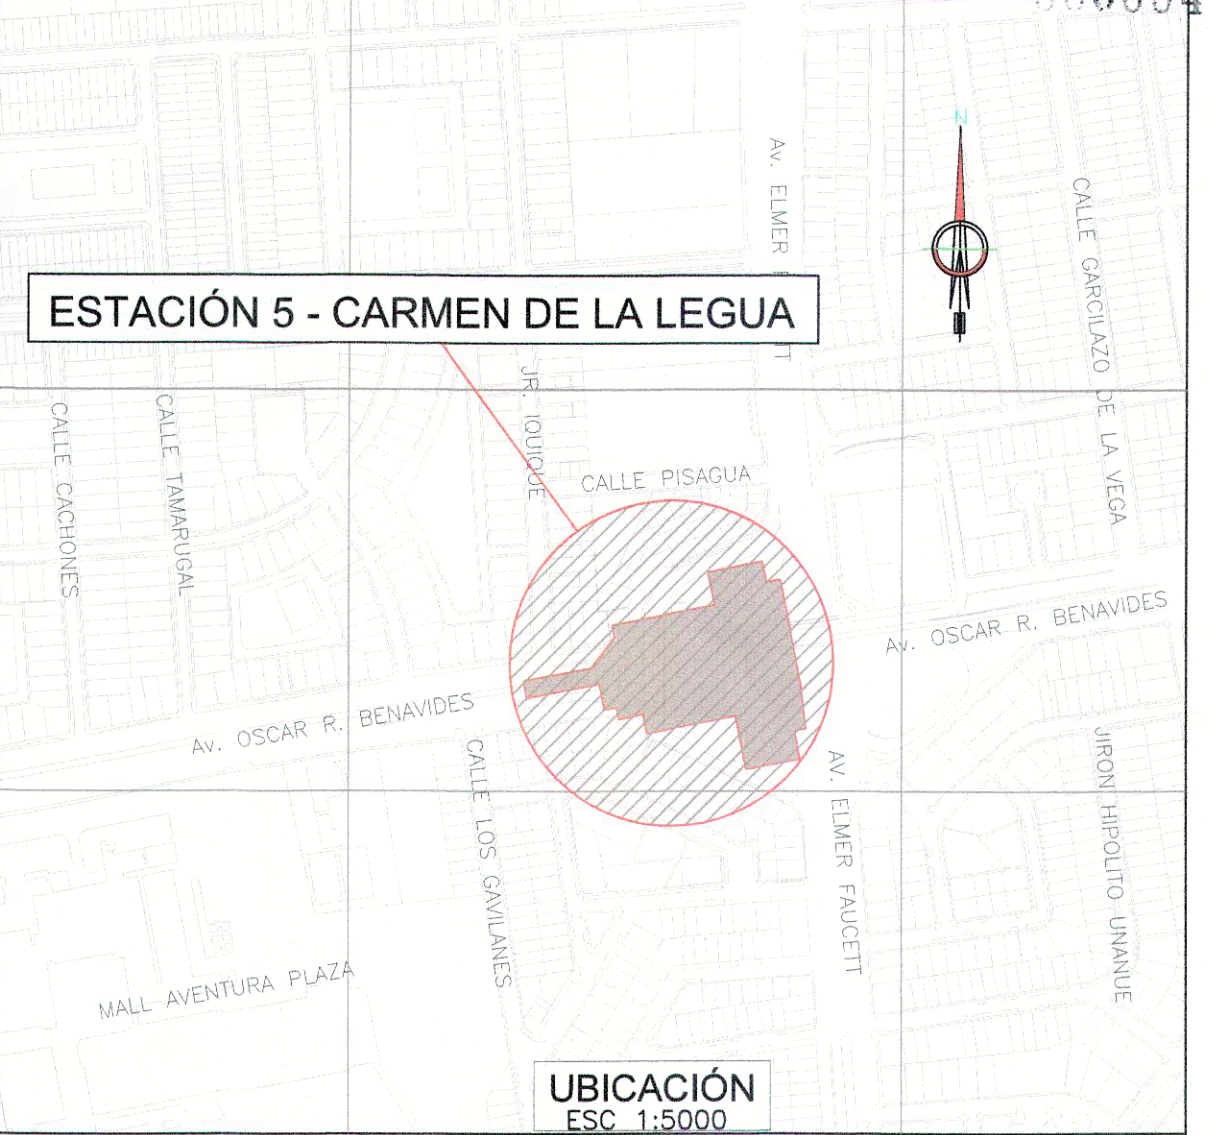 N
Av. ELMER
CALLE GARCILAZO DE LA VEGA
ESTACIÓN 5 - CARMEN DE LA LEGUA
JR. IQUIQUE
CALLE CACHONES
CALLE TAMARUGAL
CALLE PISAGUA
Av. OSCAR R. BENAVIDES
Av. OSCAR R. BENAVIDES
CALLE LOS GAVILANES
AV. ELMER FAUCETT
JIRON HIPOLITO UNANUE
MALL AVENTURA PLAZA
UBICACIÓN
ESC 1:5000